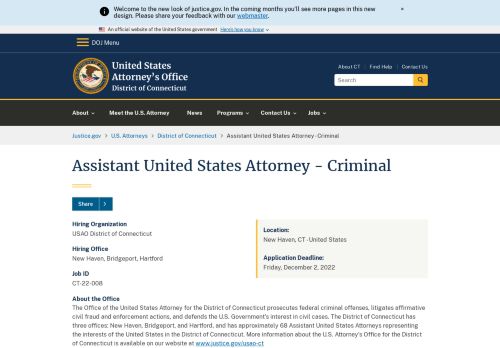 Welcome to the new look of justice.gov. In the coming months you'll see more pages in this new
design. Please share your feedback with our webmaster.
×
An official website of the United States government Here's how you know
DOJ Menu
United States
Attorney's Office
District of Connecticut
About CT Find Help Contact Us
Search
About Meet the U.S. Attorney News Programs Contact Us Jobs
Justice.gov > U.S. Attorneys > District of Connecticut > Assistant United States Attorney - Criminal
Assistant United States Attorney - Criminal
Share
Hiring Organization
USAO District of Connecticut
Hiring Office
New Haven, Bridgeport, Hartford
Job ID
CT-22-008
Location:
New Haven, CT - United States
Application Deadline:
Friday, December 2, 2022
About the Office
The Office of the United States Attorney for the District of Connecticut prosecutes federal criminal offenses, litigates affirmative
civil fraud and enforcement actions, and defends the U.S. Government's interest in civil cases. The District of Connecticut has
three offices: New Haven, Bridgeport, and Hartford, and has approximately 68 Assistant United States Attorneys representing
the interests of the United States in the District of Connecticut. More information about the U.S. Attorney's Office for the District
of Connecticut is available on our website at www.justice.gov/usao-ct